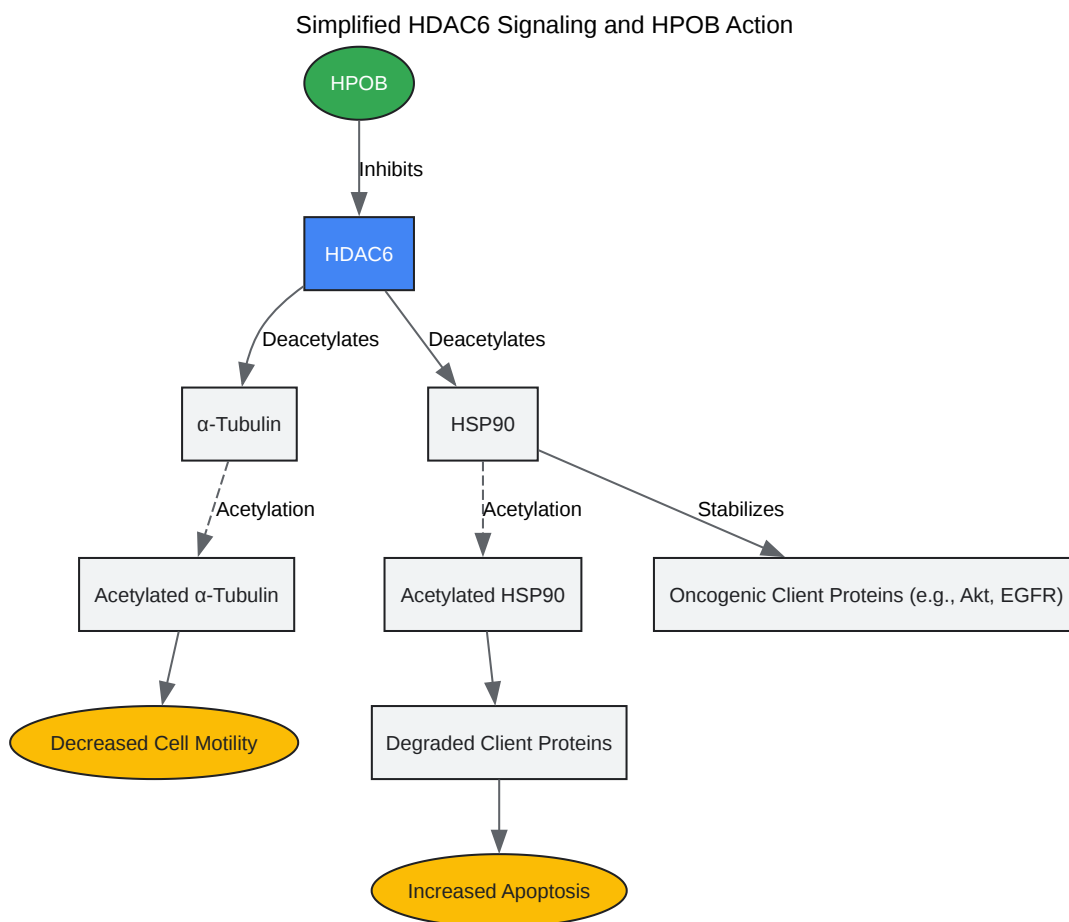 Simplified HDAC6 Signaling and HPOB Action
HPOB
Inhibits
HDAC6
Deacetylates
Deacetylates
α-Tubulin
HSP90
Acetylation
Acetylation
Stabilizes
Acetylated α-Tubulin
Acetylated HSP90
Oncogenic Client Proteins (e.g., Akt, EGFR)
Decreased Cell Motility
Degraded Client Proteins
Increased Apoptosis